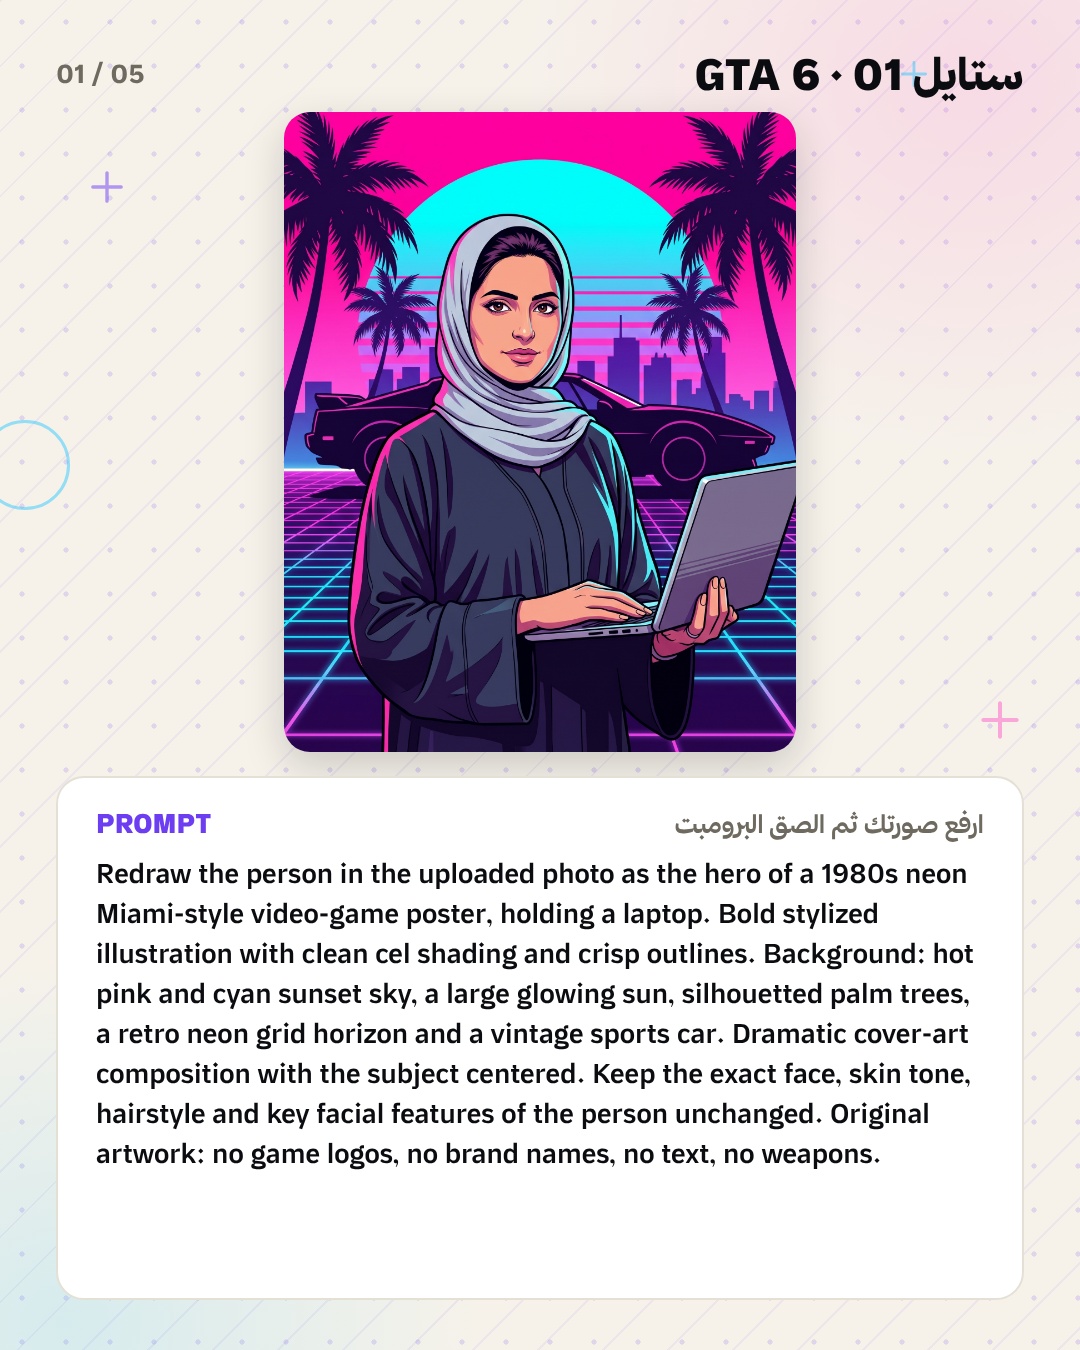 01 / 05
ستايل 01 · GTA 6
PROMPT
ارفع صورتك ثم الصق البرومبت
Redraw the person in the uploaded photo as the hero of a 1980s neon
Miami-style video-game poster, holding a laptop. Bold stylized
illustration with clean cel shading and crisp outlines. Background: hot
pink and cyan sunset sky, a large glowing sun, silhouetted palm trees,
a retro neon grid horizon and a vintage sports car. Dramatic cover-art
composition with the subject centered. Keep the exact face, skin tone,
hairstyle and key facial features of the person unchanged. Original
artwork: no game logos, no brand names, no text, no weapons.